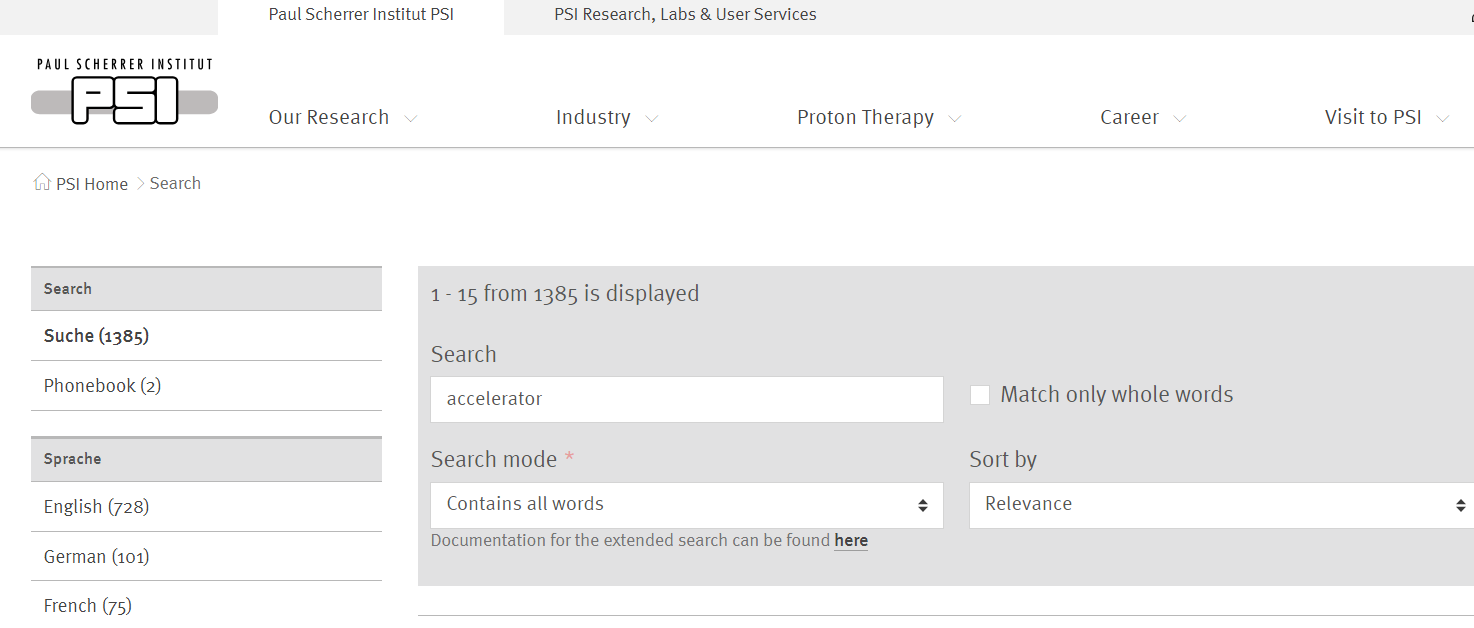 Paul Scherrer Institut PSI
PSI Research, Labs & User Services
PAUL SCHERRER INSTITUT
PSI
Our Research
Industry
Proton Therapy
Career
Visit to PSI
PSI Home
Search
Search
Suche (1385)
Phonebook (2)
Sprache
English (728)
German (101)
French (75)
1 - 15 from 1385 is displayed
Search
accelerator
Match only whole words
Search mode *
Contains all words
Documentation for the extended search can be found here
Sort by
Relevance